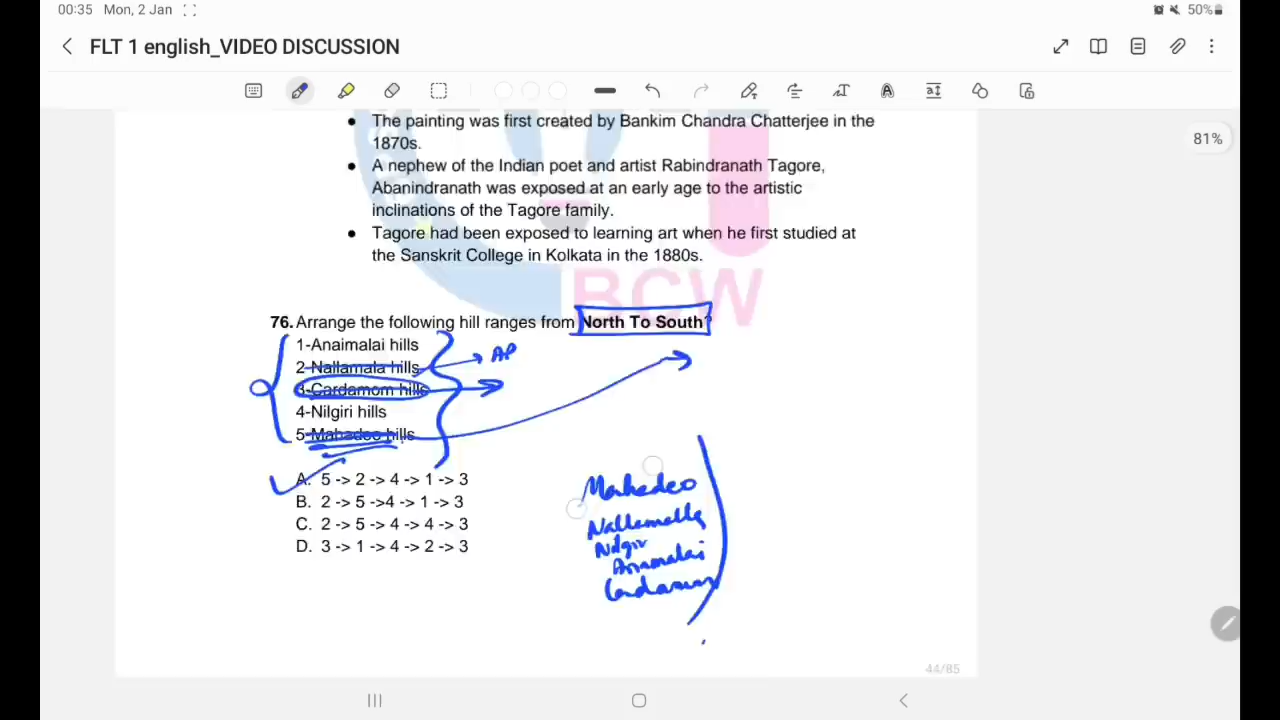 00:35 Mon, 2 Jan
50%
FLT 1 english_VIDEO DISCUSSION
81%
• The painting was first created by Bankim Chandra Chatterjee in the
1870s.
• A nephew of the Indian poet and artist Rabindranath Tagore,
Abanindranath was exposed at an early age to the artistic
inclinations of the Tagore family.
• Tagore had been exposed to learning art when he first studied at
the Sanskrit College in Kolkata in the 1880s.
BCW
76. Arrange the following hill ranges from North To South?
1-Anaimalai hills
2-Nallamala hills
AP
3-Cardamom hills
4-Nilgiri hills
5-Mahadeo hills
A. 5 -> 2 -> 4 -> 1 -> 3
B. 2 -> 5 ->4 -> 1 -> 3
C. 2 -> 5 -> 4 -> 4 -> 3
D. 3 -> 1 -> 4 -> 2 -> 3
Mahadeo
Nallamalla
Nilgir
Annamalai
Cardamom
44/85